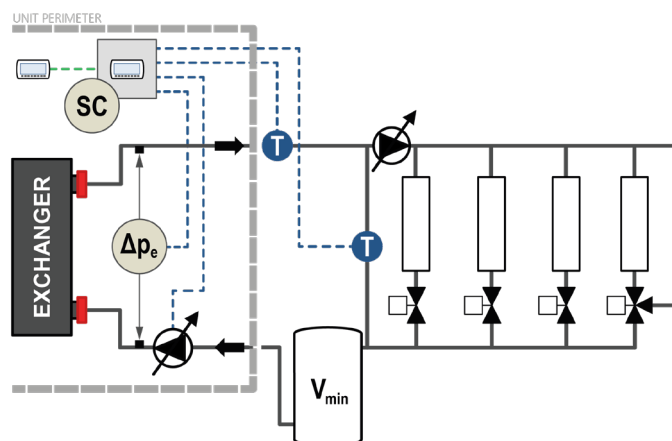 UNIT PERIMETER
SC
T
EXCHANGER
Δpe
T
Vmin